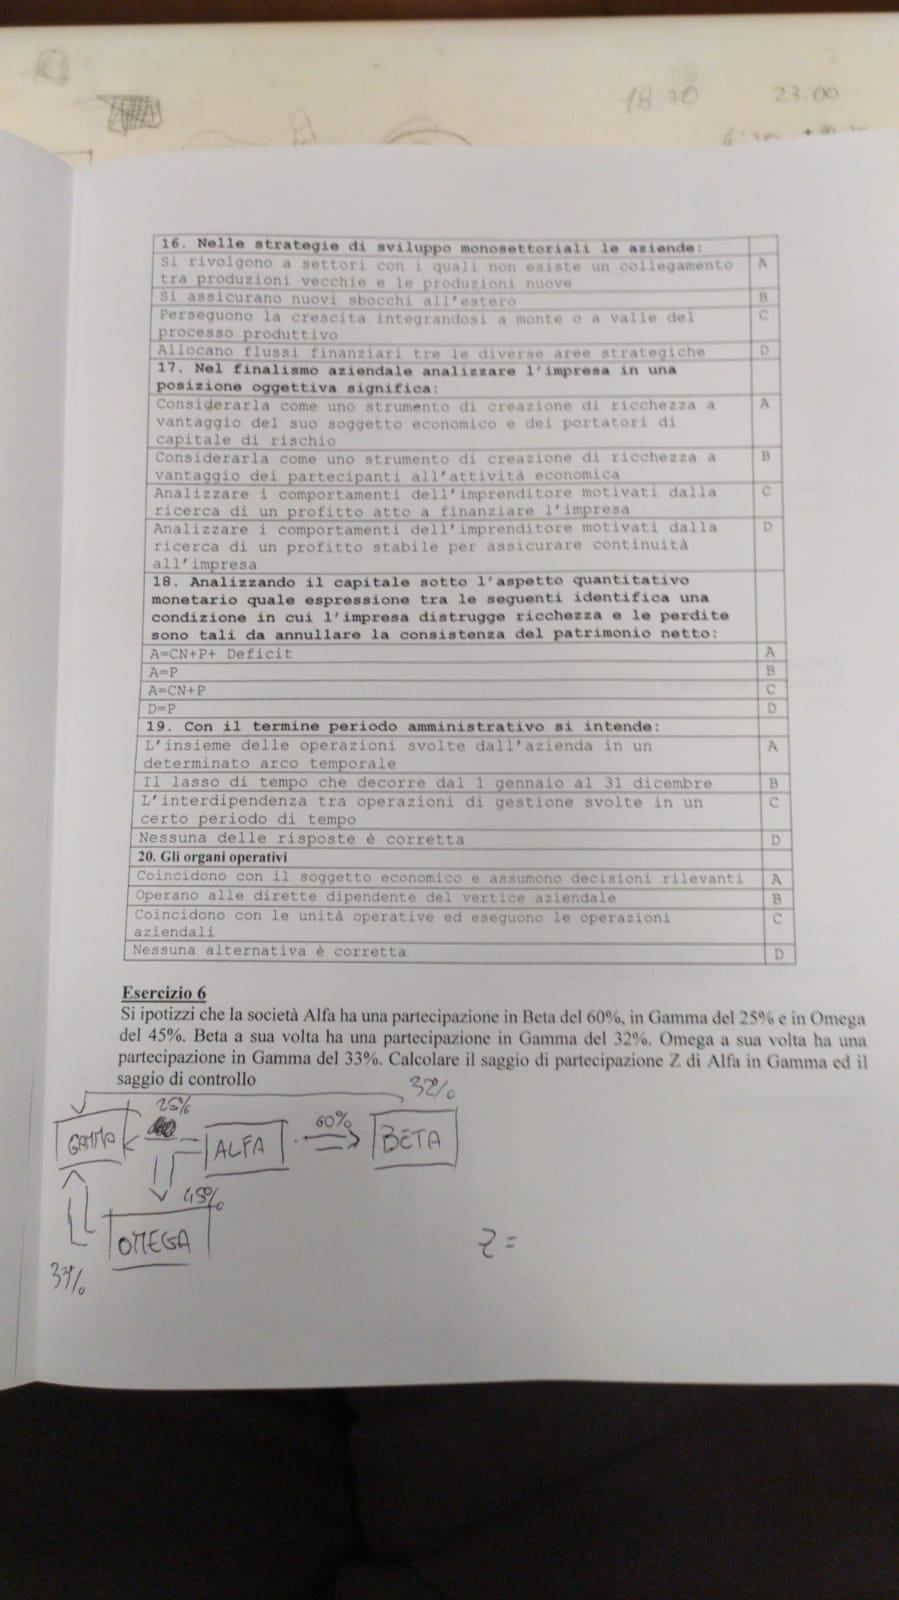 18:30 23.00
16. Nelle strategie di sviluppo monosettoriali le aziende:
Si rivolgono a settori con i quali non esiste un collegamento A
tra produzioni vecchie e le produzioni nuove
Si assicurano nuovi sbocchi all'estero B
Perseguono la crescita integrandosi a monte o a valle del C
processo produttivo
Allocano flussi finanziari tre le diverse aree strategiche D
17. Nel finalismo aziendale analizzare l'impresa in una
posizione oggettiva significa:
Considerarla come uno strumento di creazione di ricchezza a A
vantaggio del suo soggetto economico e dei portatori di
capitale di rischio
Considerarla come uno strumento di creazione di ricchezza a B
vantaggio dei partecipanti all'attività economica
Analizzare i comportamenti dell'imprenditore motivati dalla C
ricerca di un profitto atto a finanziare l'impresa
Analizzare i comportamenti dell'imprenditore motivati dalla D
ricerca di un profitto stabile per assicurare continuità
all'impresa
18. Analizzando il capitale sotto l'aspetto quantitativo
monetario quale espressione tra le seguenti identifica una
condizione in cui l'impresa distrugge ricchezza e le perdite
sono tali da annullare la consistenza del patrimonio netto:
A=CN+P+ Deficit A
A=P B
A=CN+P C
D=P D
19. Con il termine periodo amministrativo si intende:
L'insieme delle operazioni svolte dall'azienda in un A
determinato arco temporale
Il lasso di tempo che decorre dal 1 gennaio al 31 dicembre B
L'interdipendenza tra operazioni di gestione svolte in un C
certo periodo di tempo
Nessuna delle risposte è corretta D
20. Gli organi operativi
Coincidono con il soggetto economico e assumono decisioni rilevanti A
Operano alle dirette dipendente del vertice aziendale B
Coincidono con le unità operative ed eseguono le operazioni C
aziendali
Nessuna alternativa è corretta D
Esercizio 6
Si ipotizzi che la società Alfa ha una partecipazione in Beta del 60%, in Gamma del 25% e in Omega
del 45%. Beta a sua volta ha una partecipazione in Gamma del 32%. Omega a sua volta ha una
partecipazione in Gamma del 33%. Calcolare il saggio di partecipazione Z di Alfa in Gamma ed il
saggio di controllo
32%
25%
60%
GAMMA ALFA BETA
45%
OMEGA
Z =
33%